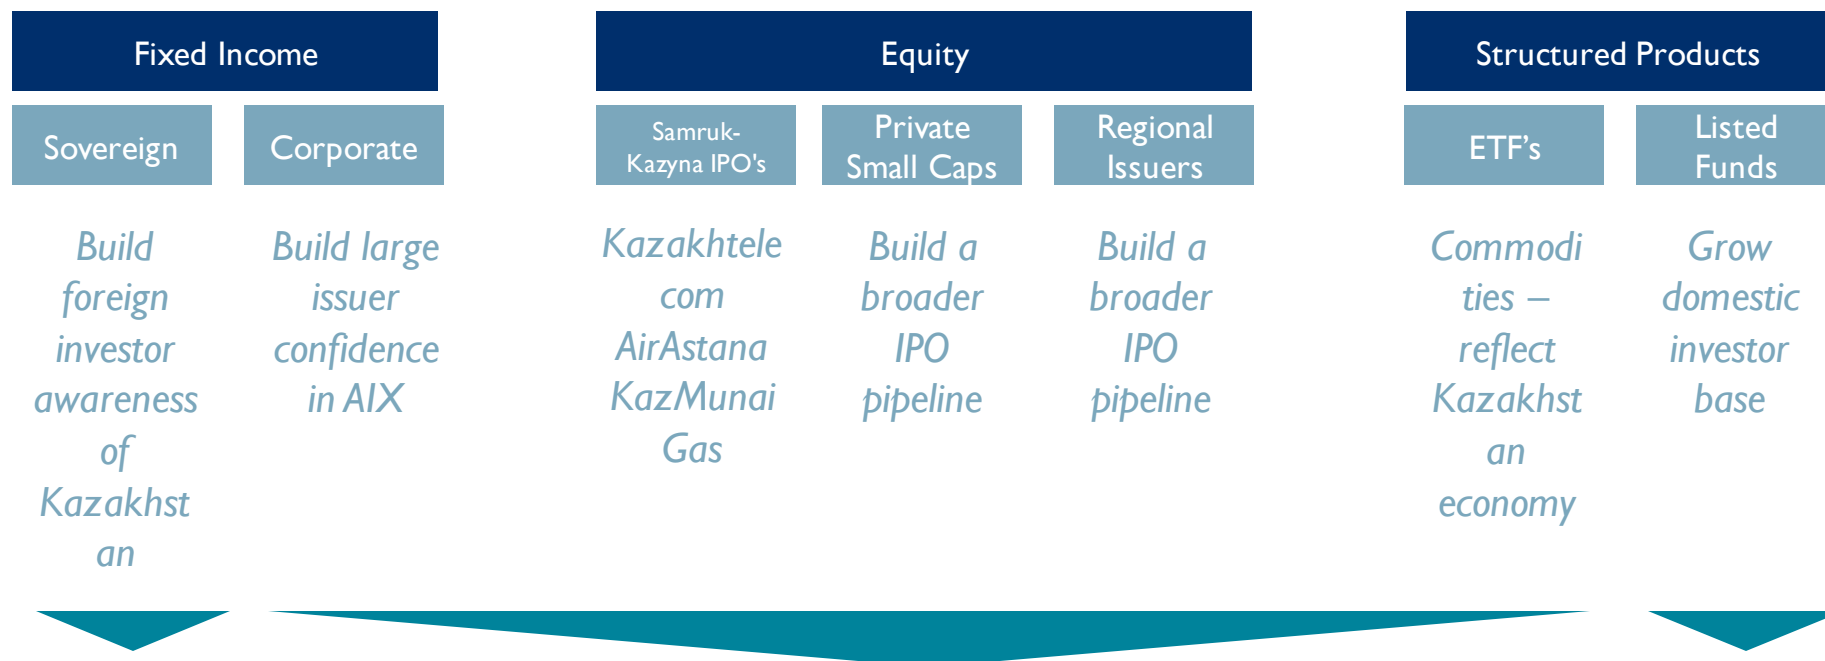 Fixed Income
Equity
Structured Products
Sovereign
Corporate
Samruk-
Kazyna IPO's
Private
Small Caps
Regional
Issuers
ETF’s
Listed
Funds
Build
foreign
investor
awareness
of
Kazakhst
an
Build large
issuer
confidence
in AIX
Kazakhtele
com
AirAstana
KazMunai
Gas
Build a
broader
IPO
pipeline
Build a
broader
IPO
pipeline
Commodi
ties –
reflect
Kazakhst
an
economy
Grow
domestic
investor
base